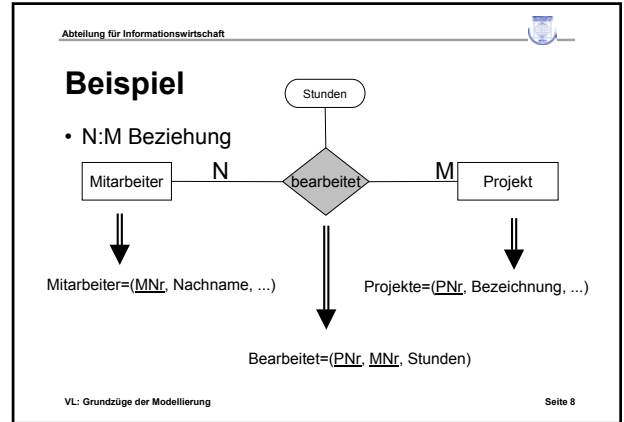 Abteilung für Informationswirtschaft
Beispiel
Stunden
• N:M Beziehung
Mitarbeiter N bearbeitet M Projekt
Mitarbeiter=(MNr, Nachname, ...) Projekte=(PNr, Bezeichnung, ...)
Bearbeitet=(PNr, MNr, Stunden)
VL: Grundzüge der Modellierung Seite 8